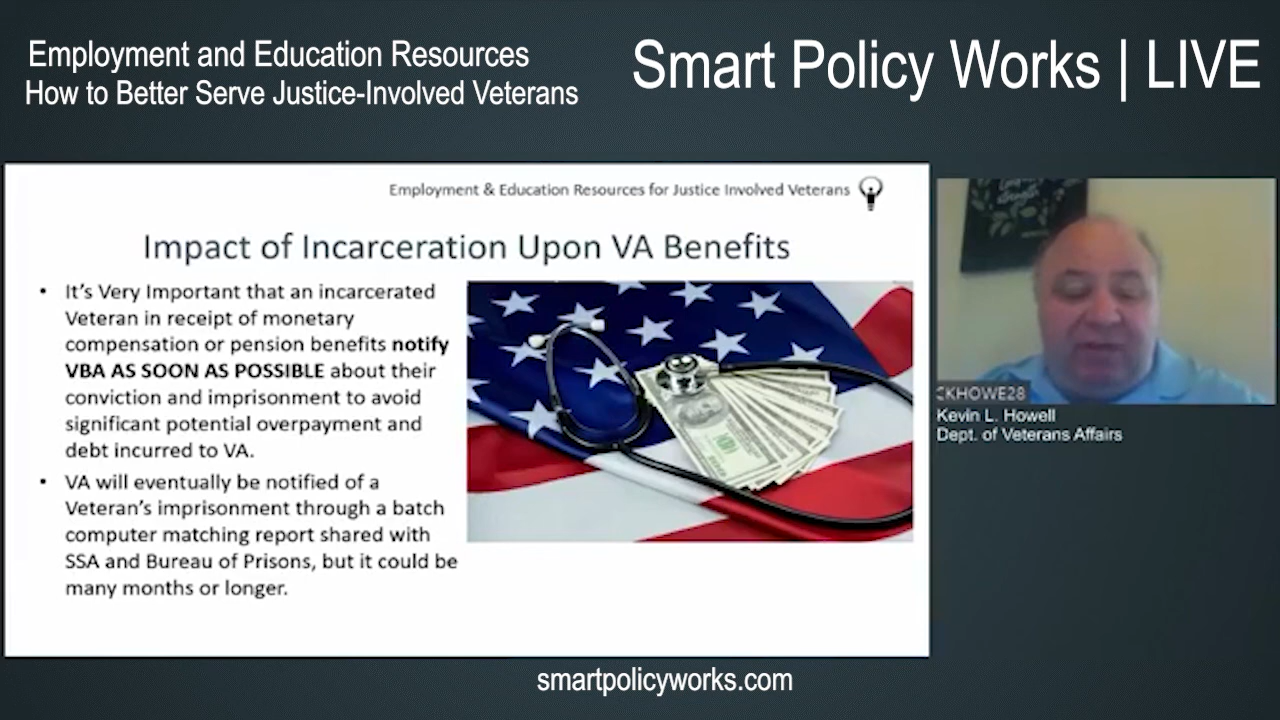 Employment and Education Resources
How to Better Serve Justice-Involved Veterans
Smart Policy Works | LIVE
Employment & Education Resources for Justice Involved Veterans
Impact of Incarceration Upon VA Benefits
• It's Very Important that an incarcerated
Veteran in receipt of monetary
compensation or pension benefits notify
VBA AS SOON AS POSSIBLE about their
conviction and imprisonment to avoid
significant potential overpayment and
debt incurred to VA.
• VA will eventually be notified of a
Veteran's imprisonment through a batch
computer matching report shared with
SSA and Bureau of Prisons, but it could be
many months or longer.
CKHOWE28
Kevin L. Howell
Dept. of Veterans Affairs
smartpolicyworks.com